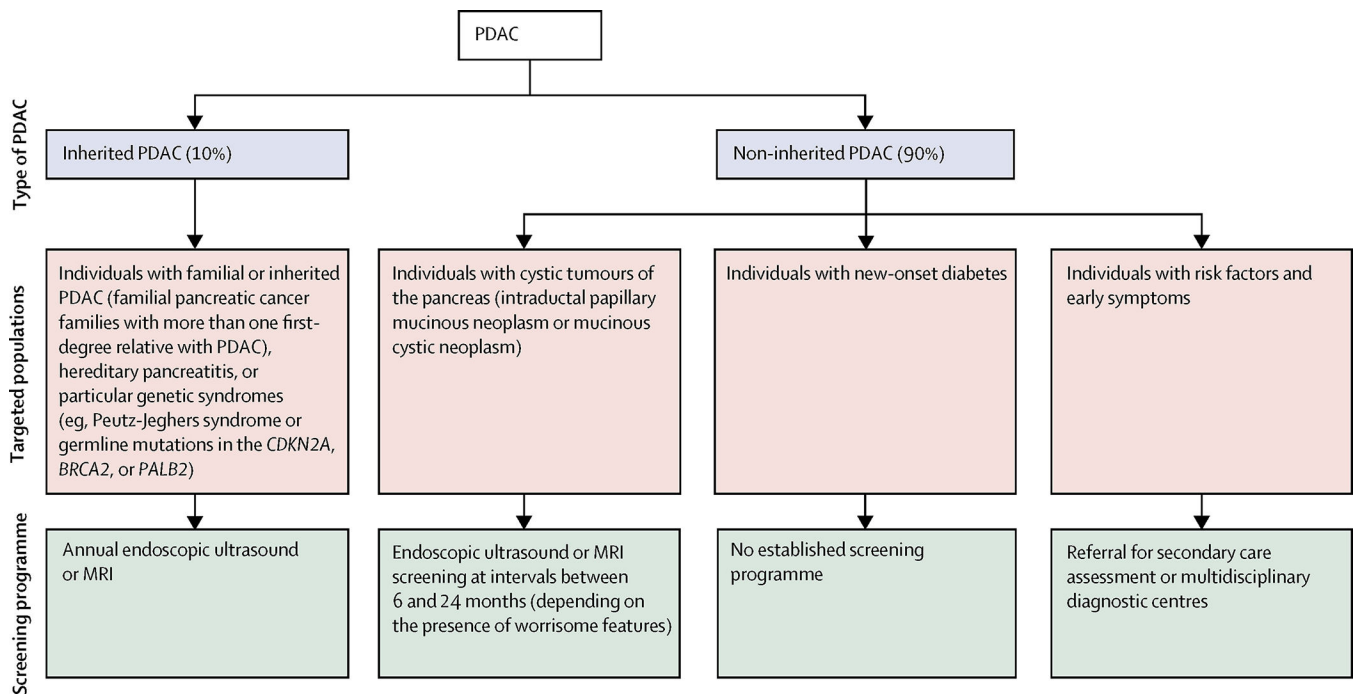 PDAC
Type of PDAC
Inherited PDAC (10%)
Non-inherited PDAC (90%)
Targeted populations
Individuals with familial or inherited
PDAC (familial pancreatic cancer
families with more than one first-
degree relative with PDAC),
hereditary pancreatitis, or
particular genetic syndromes
(eg, Peutz-Jeghers syndrome or
germline mutations in the CDKN2A,
BRCA2, or PALB2)
Individuals with cystic tumours of
the pancreas (intraductal papillary
mucinous neoplasm or mucinous
cystic neoplasm)
Individuals with new-onset diabetes
Individuals with risk factors and
early symptoms
Screening programme
Annual endoscopic ultrasound
or MRI
Endoscopic ultrasound or MRI
screening at intervals between
6 and 24 months (depending on
the presence of worrisome features)
No established screening
programme
Referral for secondary care
assessment or multidisciplinary
diagnostic centres